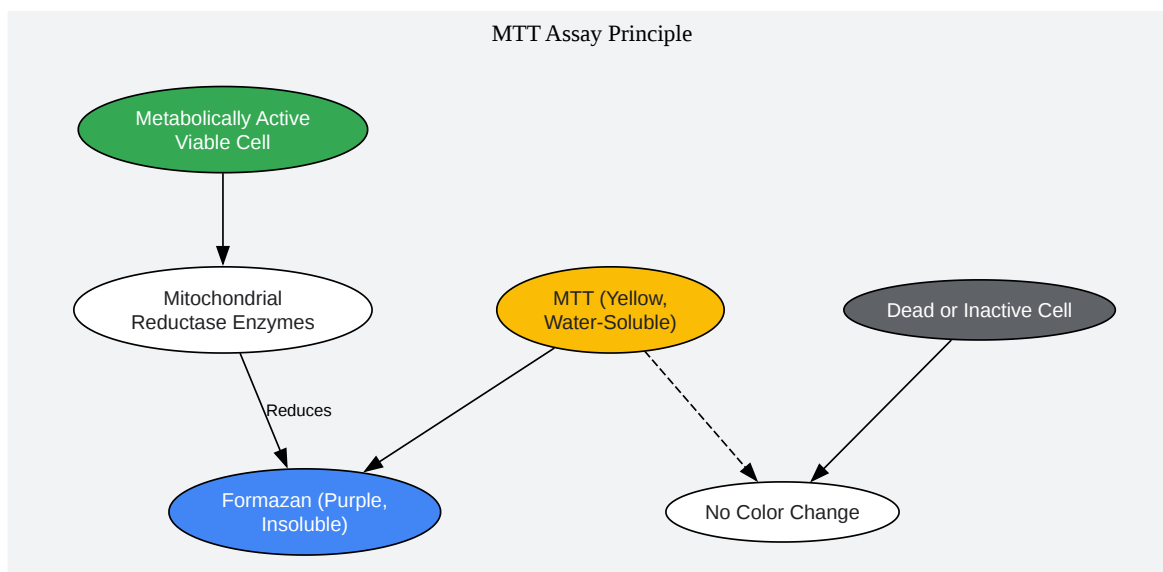 MTT Assay Principle
Metabolically Active
Viable Cell
Mitochondrial
Reductase Enzymes
MTT (Yellow,
Water-Soluble)
Dead or Inactive Cell
Reduces
Formazan (Purple,
Insoluble)
No Color Change